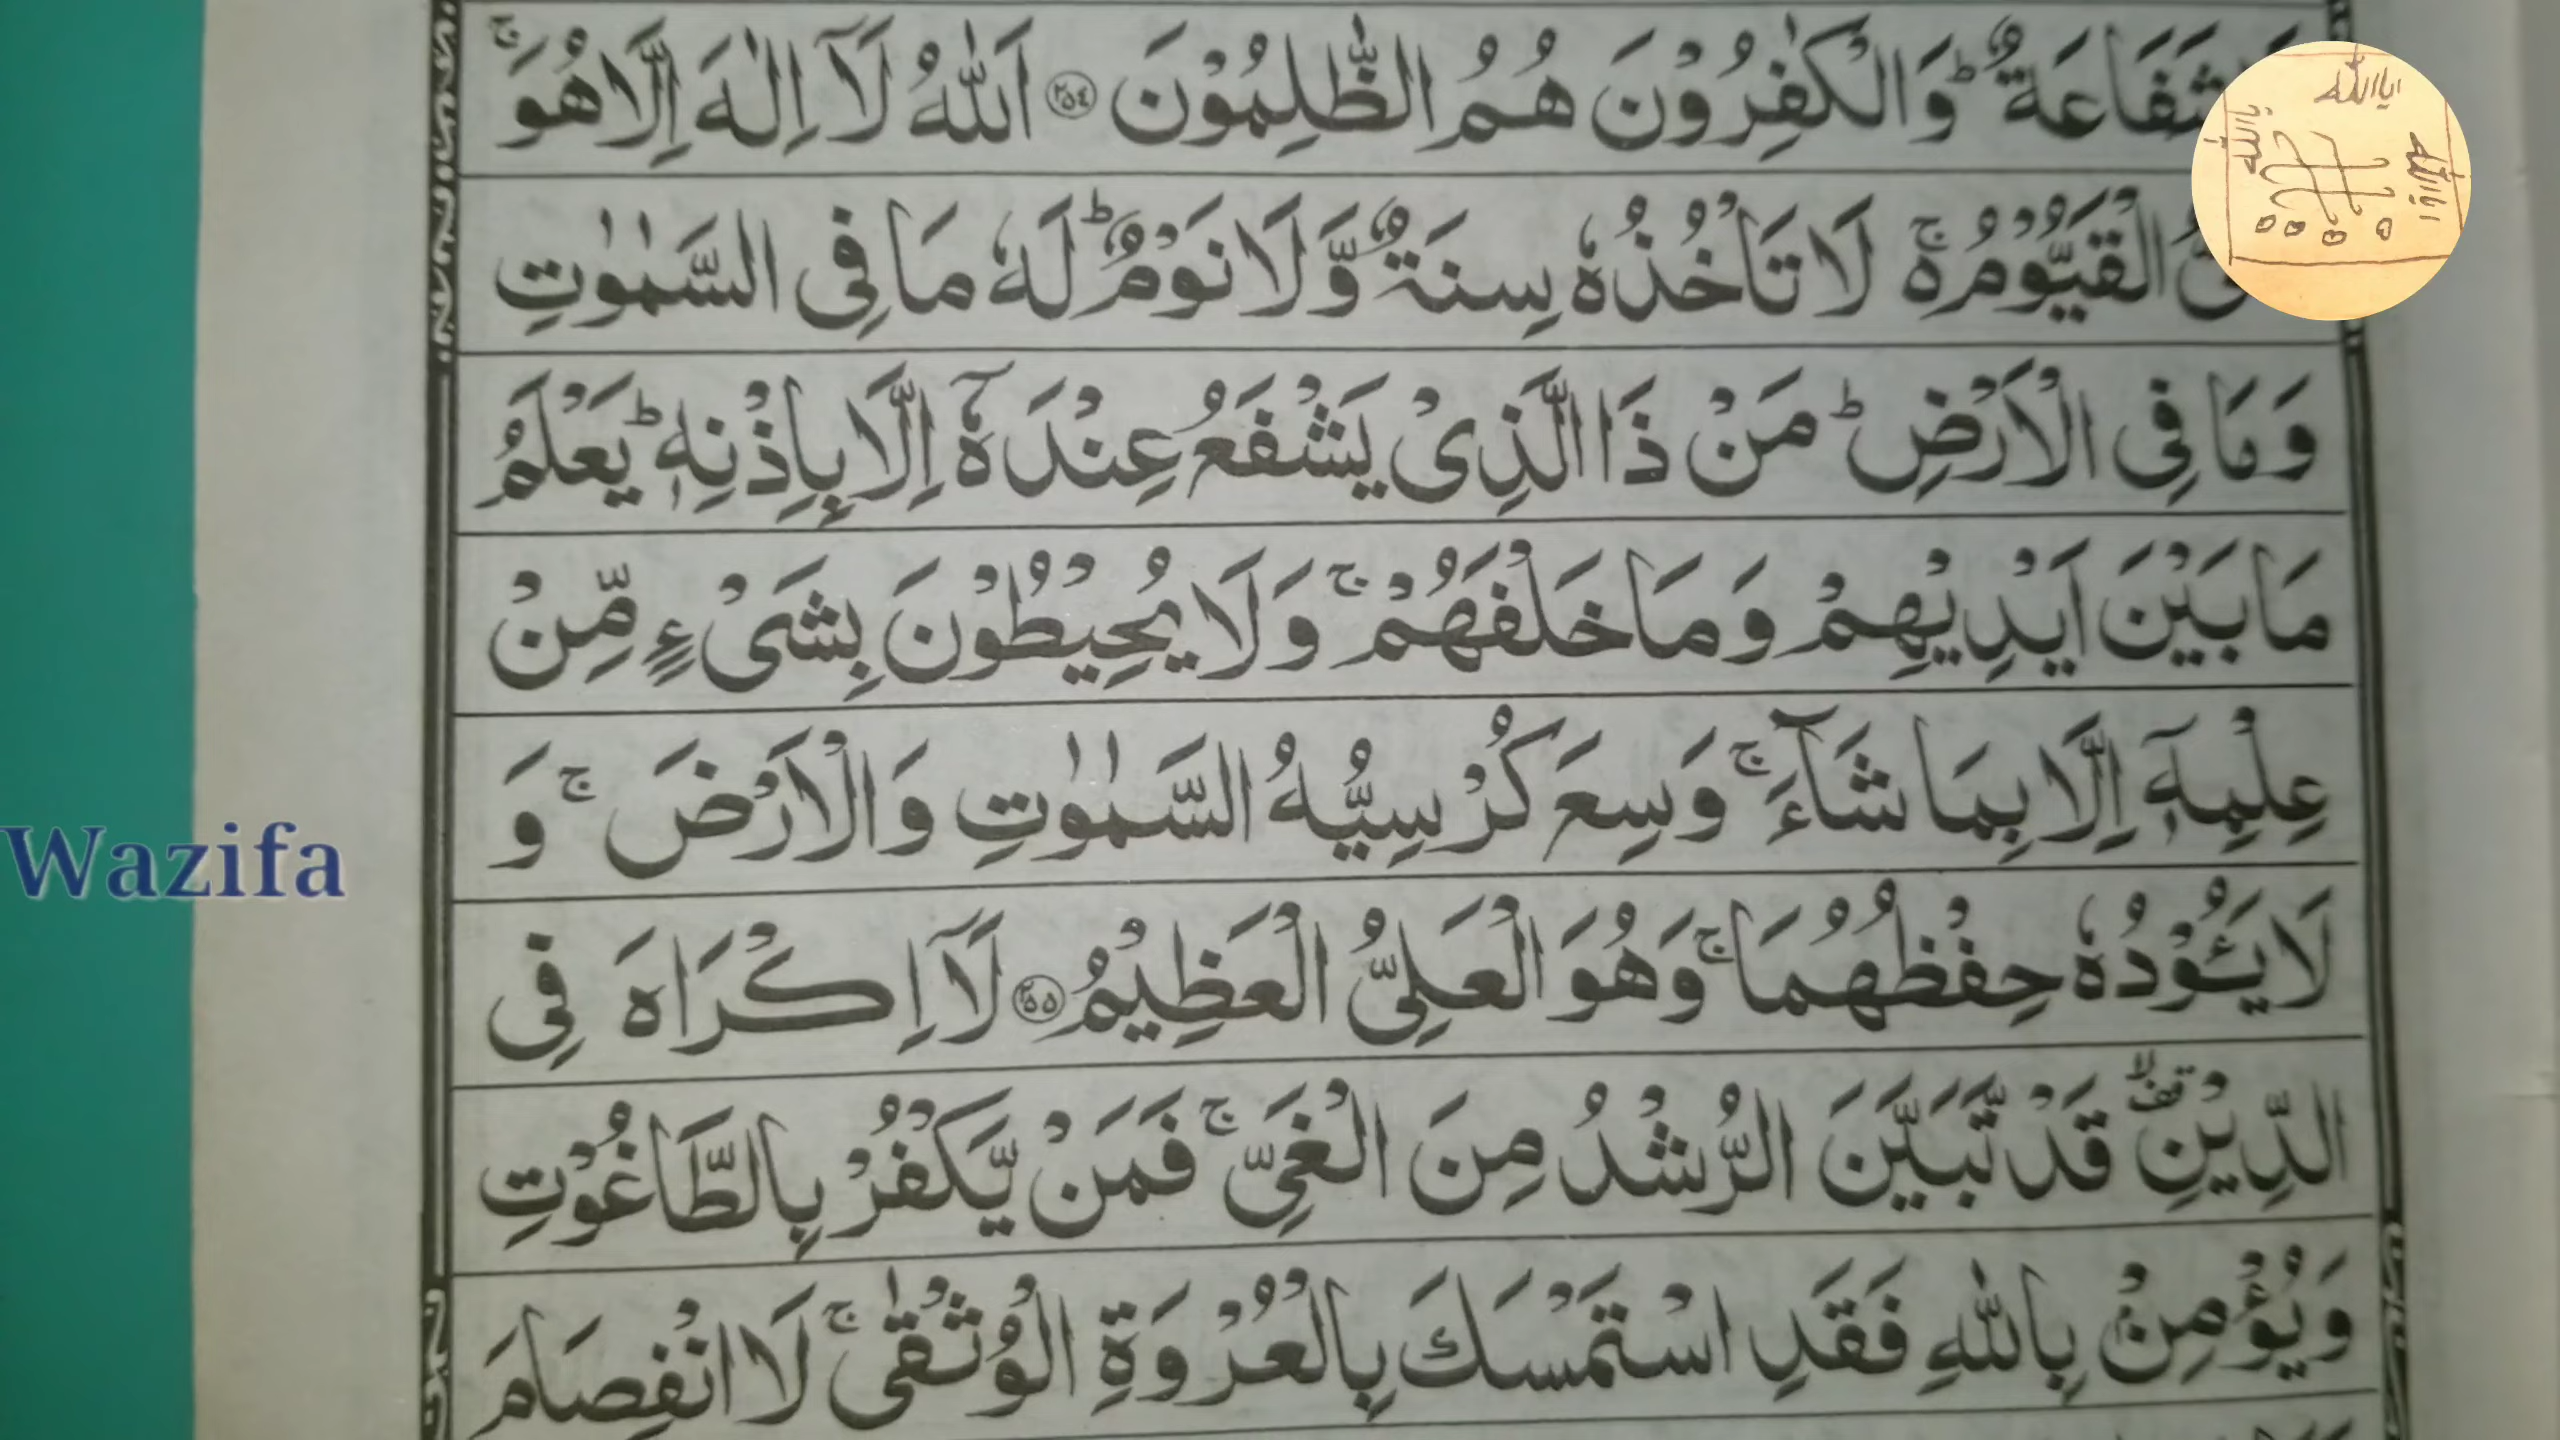 شَفَاعَةٌ ؕ وَالْكٰفِرُوْنَ هُمُ الظّٰلِمُوْنَ ﴿۲۵۴﴾ اَللّٰهُ لَاۤ اِلٰهَ اِلَّا هُوَ ۚ
الْقَيُّوْمُ ۬ۚ لَا تَاْخُذُهٗ سِنَةٌ وَّلَا نَوْمٌ ؕ لَهٗ مَا فِى السَّمٰوٰتِ
وَمَا فِى الْاَرْضِ ؕ مَنْ ذَا الَّذِىْ يَشْفَعُ عِنْدَهٗۤ اِلَّا بِاِذْنِهٖ ؕ يَعْلَمُ
مَا بَيْنَ اَيْدِيْهِمْ وَمَا خَلْفَهُمْ ۚ وَلَا يُحِيْطُوْنَ بِشَىْءٍ مِّنْ
عِلْمِهٖۤ اِلَّا بِمَا شَآءَ ۚ وَسِعَ كُرْسِيُّهُ السَّمٰوٰتِ وَالْاَرْضَ ۚ وَ
لَا يَـُٔوْدُهٗ حِفْظُهُمَا ۚ وَهُوَ الْعَلِىُّ الْعَظِيْمُ ﴿۲۵۵﴾ لَاۤ اِكْرَاهَ فِى
الدِّيْنِ ۙقف قَدْ تَّبَيَّنَ الرُّشْدُ مِنَ الْغَىِّ ۚ فَمَنْ يَّكْفُرْ بِالطَّاغُوْتِ
وَيُؤْمِنْۢ بِاللّٰهِ فَقَدِ اسْتَمْسَكَ بِالْعُرْوَةِ الْوُثْقٰى ۚ لَا انْفِصَامَ
Wazifa